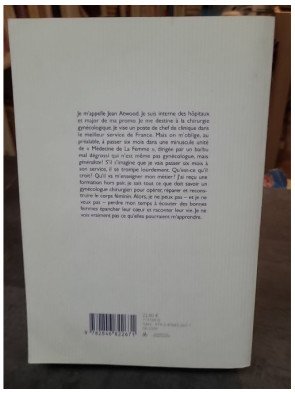 Je m'appelle Jean Atwood. Je suis interne des hôpitaux
et major de ma promo. Je me destine à la chirurgie
gynécologique. Je vise un poste de chef de clinique dans
le meilleur service de France. Mais on m'oblige, au
préalable, à passer six mois dans une minuscule unité
de « Médecine de La Femme », dirigée par un barbu
mal dégrossi qui n'est même pas gynécologue, mais
généraliste ! S'il s'imagine que je vais passer six mois à
son service, il se trompe lourdement. Qu'est-ce qu'il
croit ? Qu'il va m'enseigner mon métier ? J'ai reçu une
formation hors pair, je sais tout ce que doit savoir un
gynécologue chirurgien pour opérer, réparer et recons-
truire le corps féminin. Alors, je ne peux pas – et je ne
veux pas – perdre mon temps à écouter des bonnes
femmes épancher leur cœur et raconter leur vie. Je ne
vois vraiment pas ce qu'elles pourraient m'apprendre.
9 782846 822671